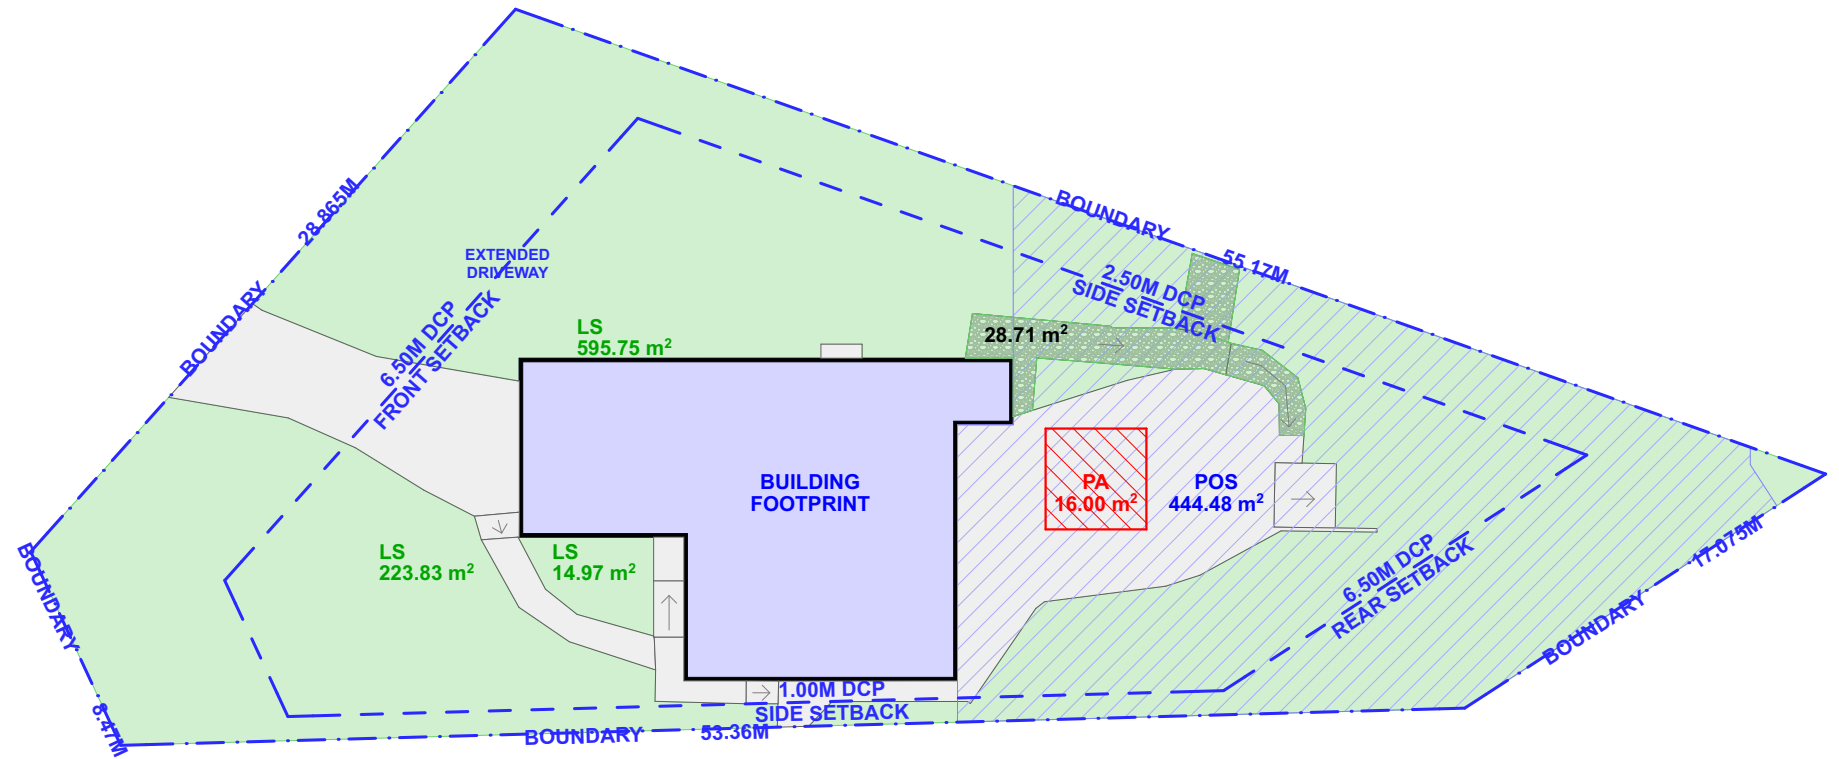 BOUNDARY
55.17M
28.865M
EXTENDED
DRIVEWAY
2.50M DCP
SIDE SETBACK
BOUNDARY
6.50M DCP
FRONT SETBACK
LS
595.75 m²
28.71 m²
BUILDING
FOOTPRINT
PA
16.00 m²
POS
444.48 m²
LS
223.83 m²
LS
14.97 m²
BOUNDARY
6.50M DCP
REAR SETBACK
17.075M
BOUNDARY
1.00M DCP
SIDE SETBACK
8.47M
BOUNDARY
53.36M